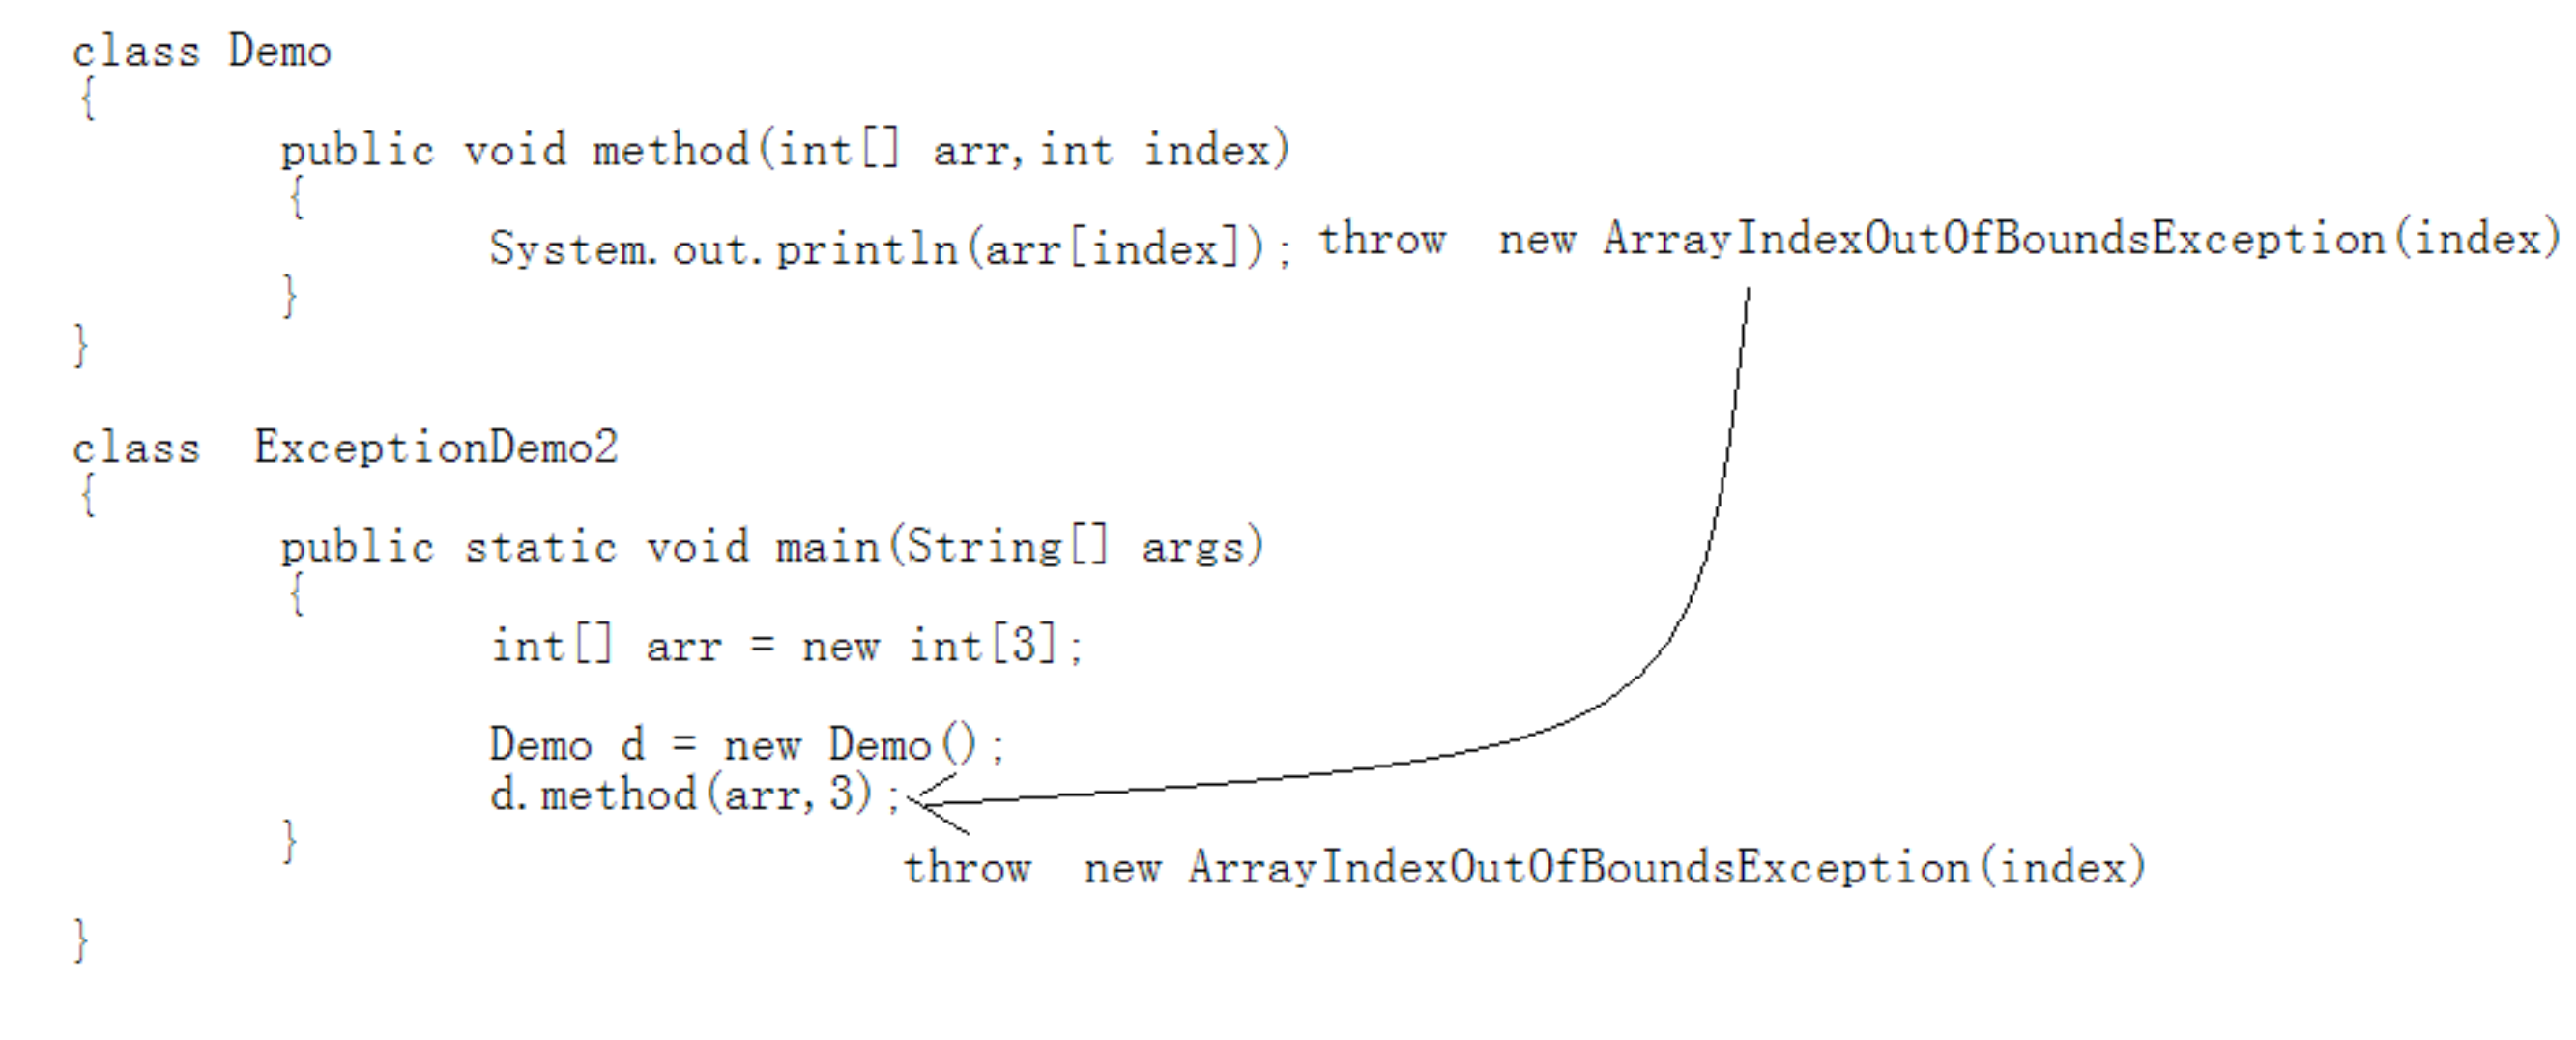 class Demo
{
public void method(int[] arr,int index)
{
System.out.println(arr[index]); throw new ArrayIndexOutOfBoundsException(index)
}
}
class ExceptionDemo2
{
public static void main(String[] args)
{
int[] arr = new int[3];
Demo d = new Demo();
d.method(arr,3);
}
throw new ArrayIndexOutOfBoundsException(index)
}